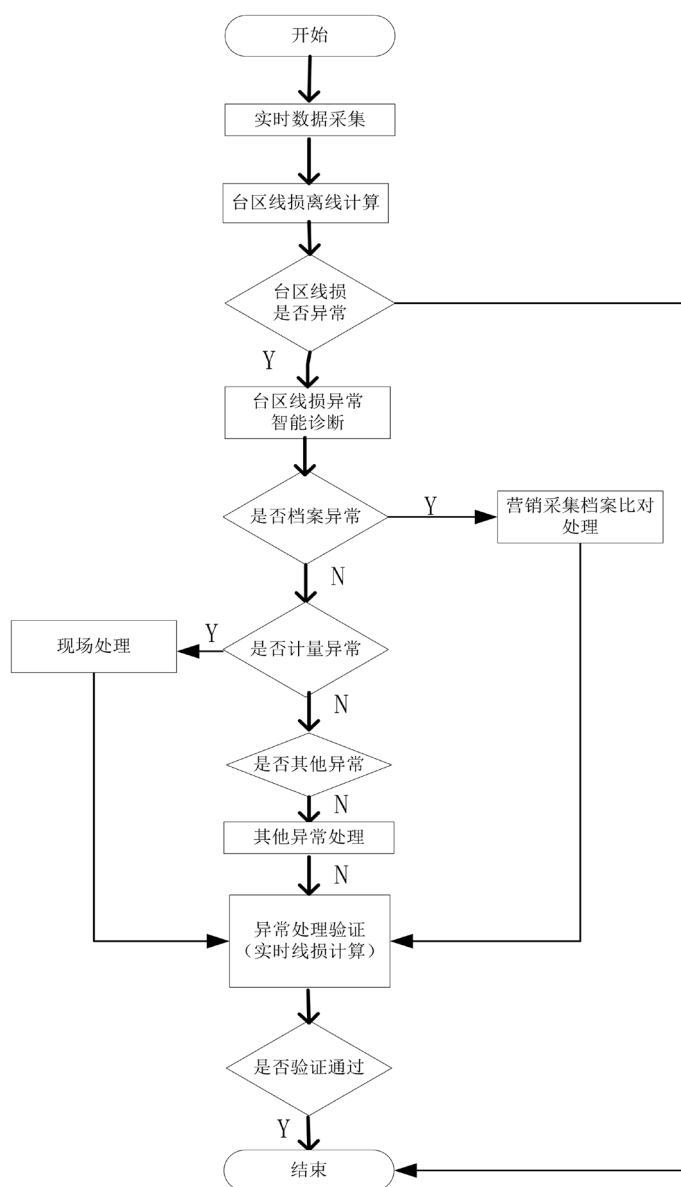 开始
实时数据采集
台区线损离线计算
台区线损
是否异常
Y
台区线损异常
智能诊断
是否档案异常
Y
营销采集档案比对
处理
N
现场处理
Y
是否计量异常
N
是否其他异常
N
其他异常处理
N
异常处理验证
（实时线损计算）
是否验证通过
Y
结束